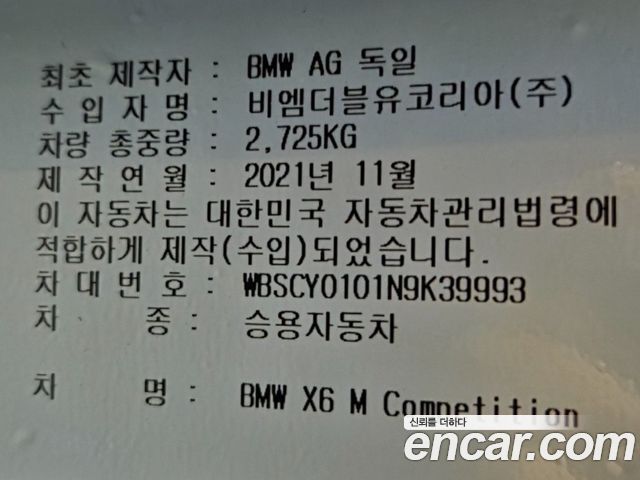 최초 제작자 : BMW AG 독일
수 입 자 명 : 비엠더블유코리아(주)
차량 총중량 : 2,725KG
제 작 연 월 : 2021년 11월
이 자동차는 대한민국 자동차관리법령에
적합하게 제작(수입)되었습니다.
차 대 번 호 : WBSCY0101N9K39993
차 종 : 승용자동차
차 명 : BMW X6 M Competition
신뢰를 더하다
encar.com